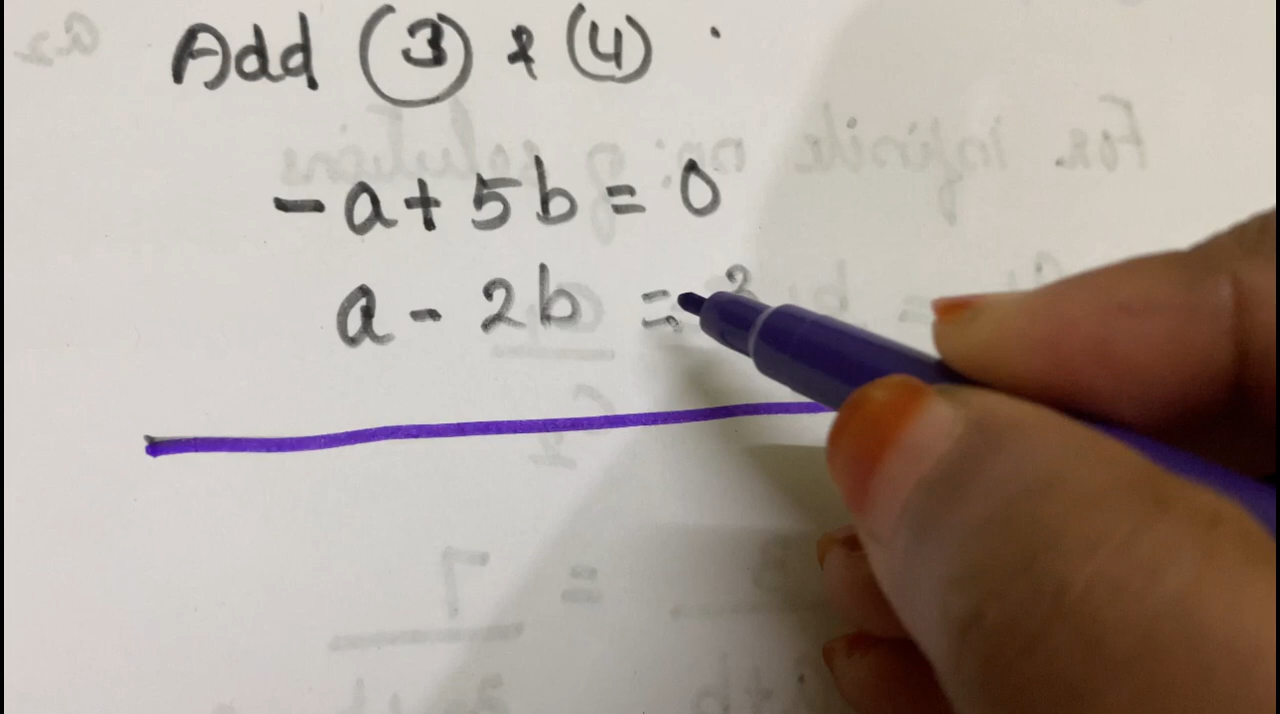 Add (3) & (4).
-a + 5b = 0
a - 2b =